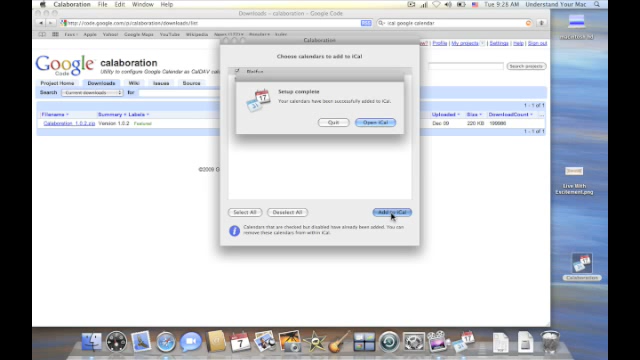 Calaboration File Edit Window Help
Tue 9:28 AM Understand Your Mac
Downloads – calaboration – Google Code
http://code.google.com/p/calaboration/downloads/list
ical google calendar
Apple Yahoo! Google Maps YouTube Wikipedia
Profile | My projects | Settings | Help | Sign out
Google Code
calaboration
Utility to configure Google Calendar as CalDAV
Search projects
Project Home Downloads Wiki Issues Source
Search Current downloads for
1 - 1 of 1
Filename Summary + Labels Uploaded Size DownloadCount
Calaboration_1.0.2.zip Version 1.0.2 Featured Dec 09
1 - 1 of 1
Calaboration
Choose calendars to add to iCal
Setup complete
Your calendars have been successfully added to iCal.
Quit Open iCal
Select All Deselect All Add to iCal
Calendars that are checked but disabled have already been added. You can
remove these calendars from within iCal.
Live With
Excitement.png
Calaboration